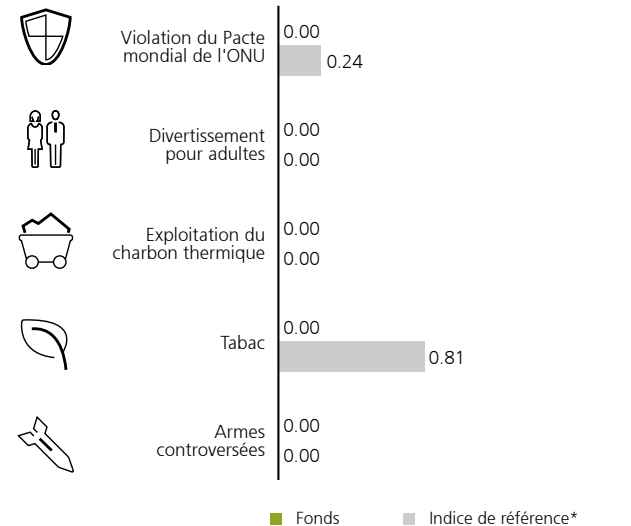 0.00
Violation du Pacte
mondial de l'ONU
0.24
0.00
Divertissement
pour adultes
0.00
0.00
Exploitation du
charbon thermique
0.00
0.00
Tabac
0.81
0.00
Armes
controversées
0.00
Fonds
Indice de référence*